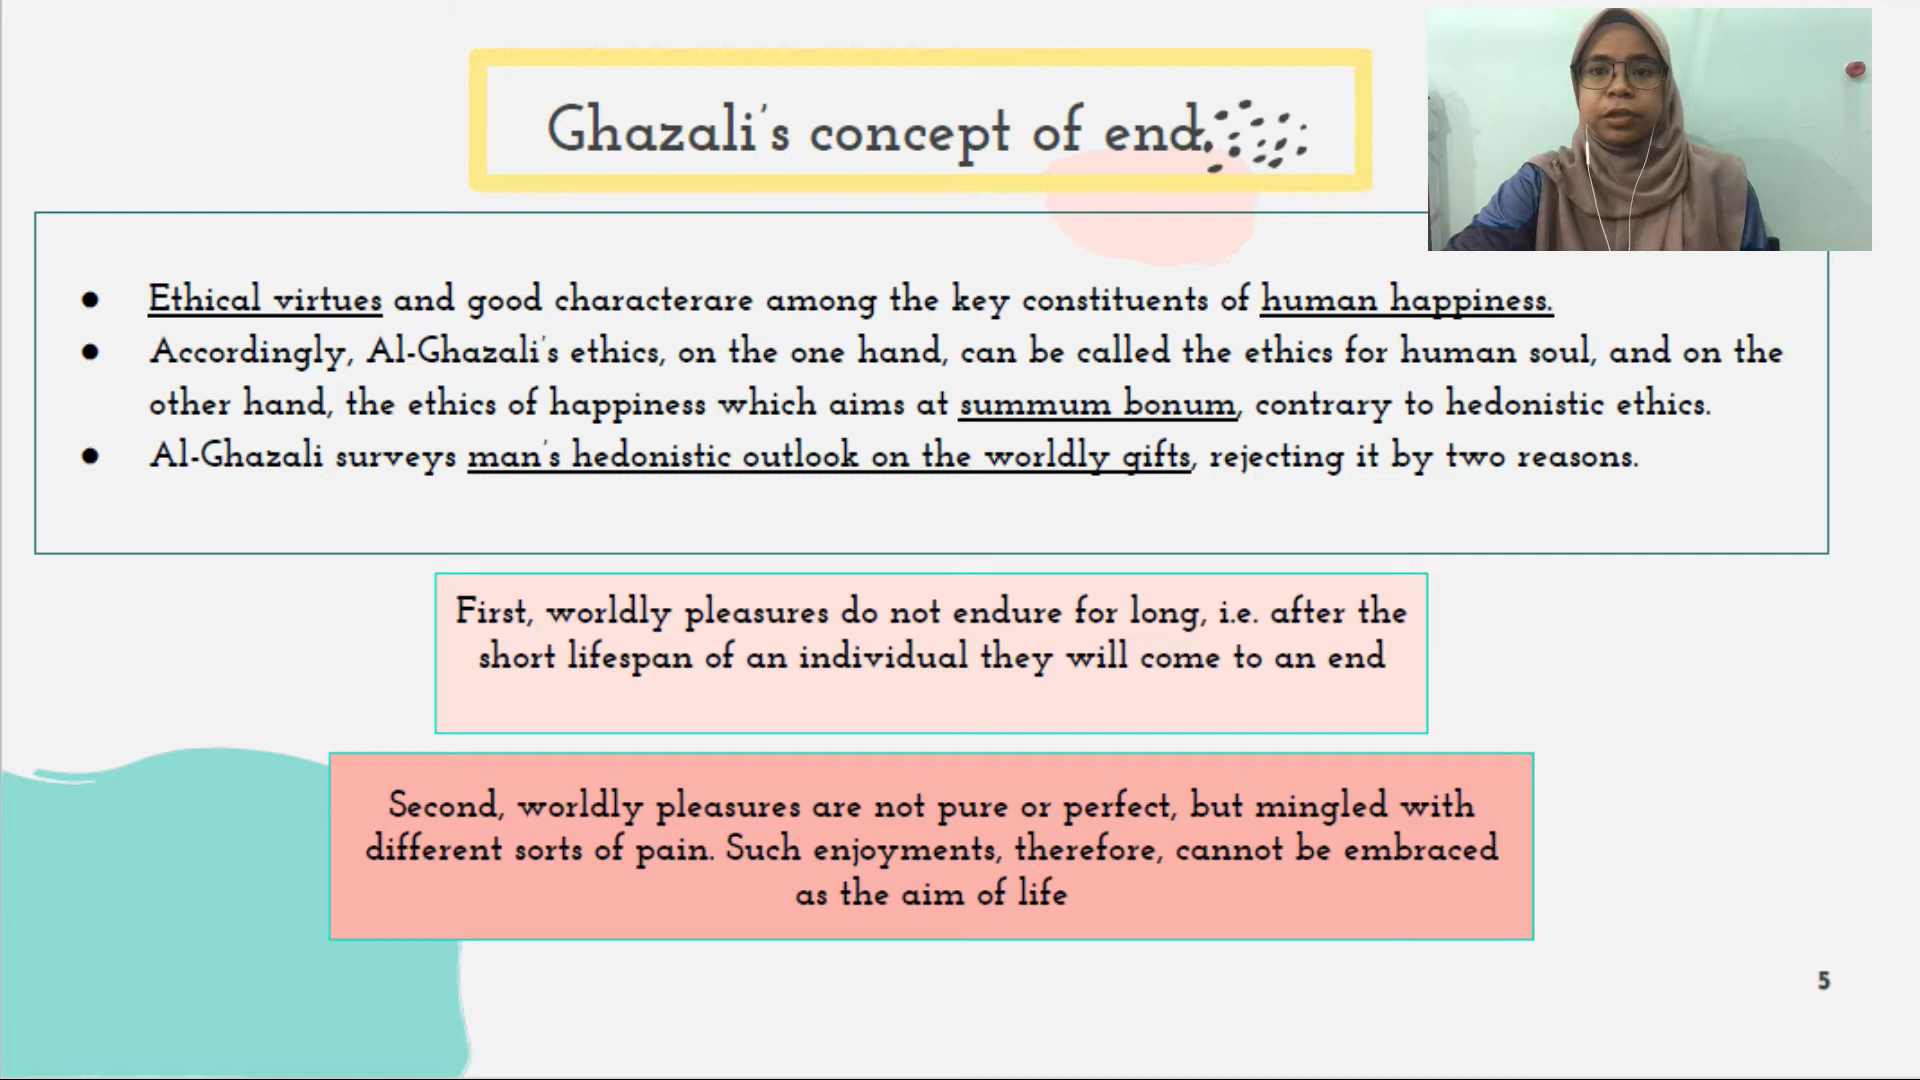 Ghazali's concept of end.
● Ethical virtues and good characterare among the key constituents of human happiness.
● Accordingly, Al-Ghazali's ethics, on the one hand, can be called the ethics for human soul, and on the
other hand, the ethics of happiness which aims at summum bonum, contrary to hedonistic ethics.
● Al-Ghazali surveys man's hedonistic outlook on the worldly gifts, rejecting it by two reasons.
First, worldly pleasures do not endure for long, i.e. after the
short lifespan of an individual they will come to an end
Second, worldly pleasures are not pure or perfect, but mingled with
different sorts of pain. Such enjoyments, therefore, cannot be embraced
as the aim of life
5